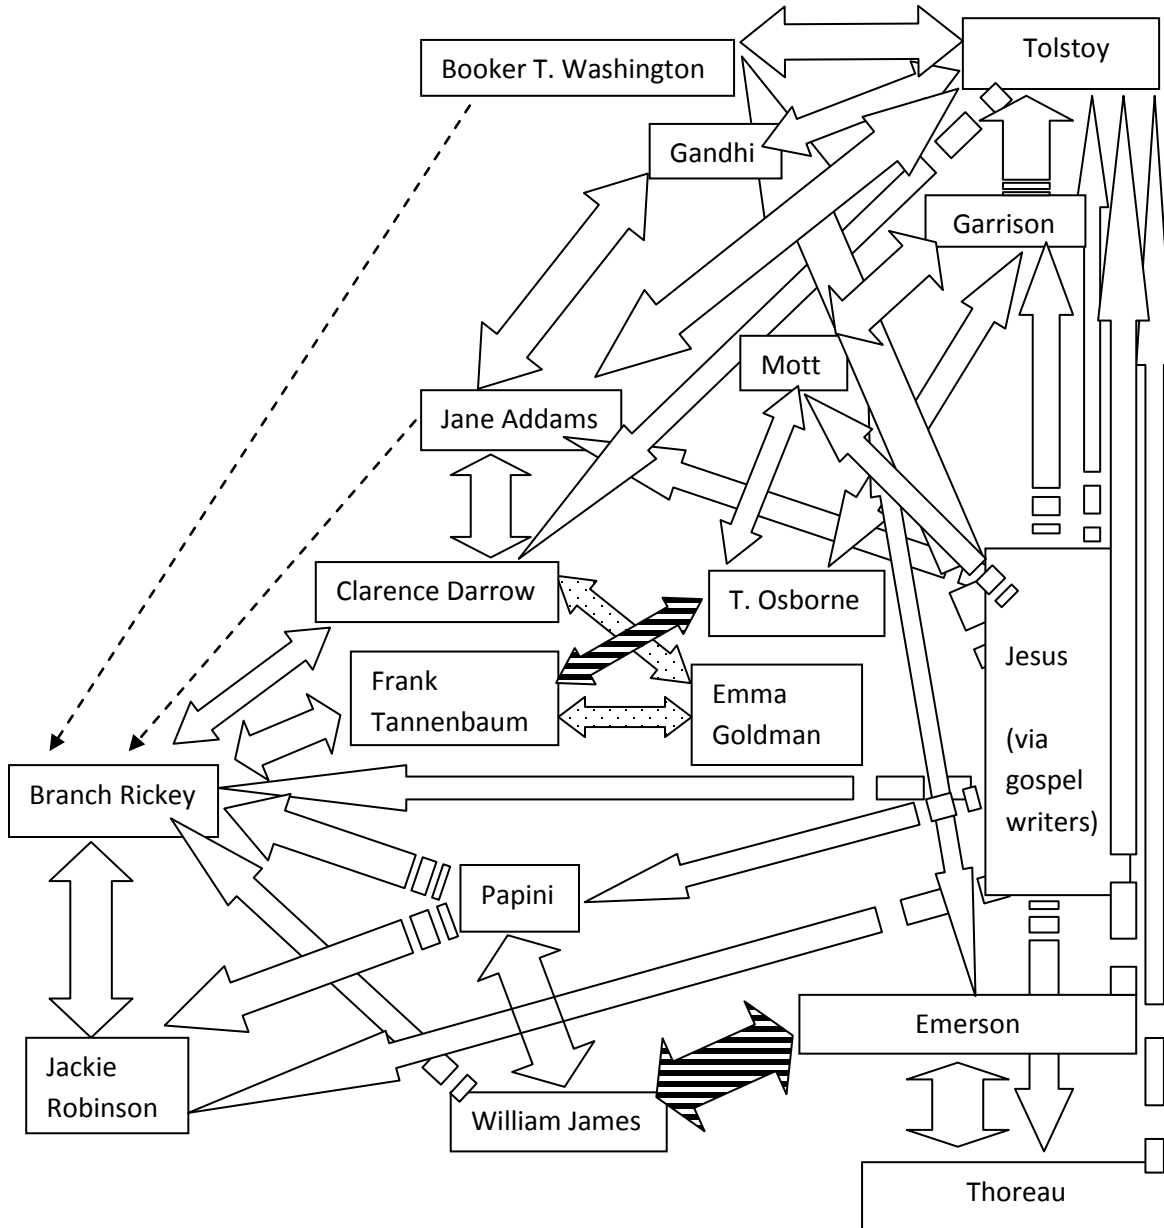 Tolstoy
Booker T. Washington
Gandhi
Garrison
Mott
Jane Addams
Clarence Darrow
T. Osborne
Frank
Tannenbaum
Emma
Goldman
Jesus
(via
gospel
writers)
Branch Rickey
Papini
Emerson
Jackie
Robinson
William James
Thoreau